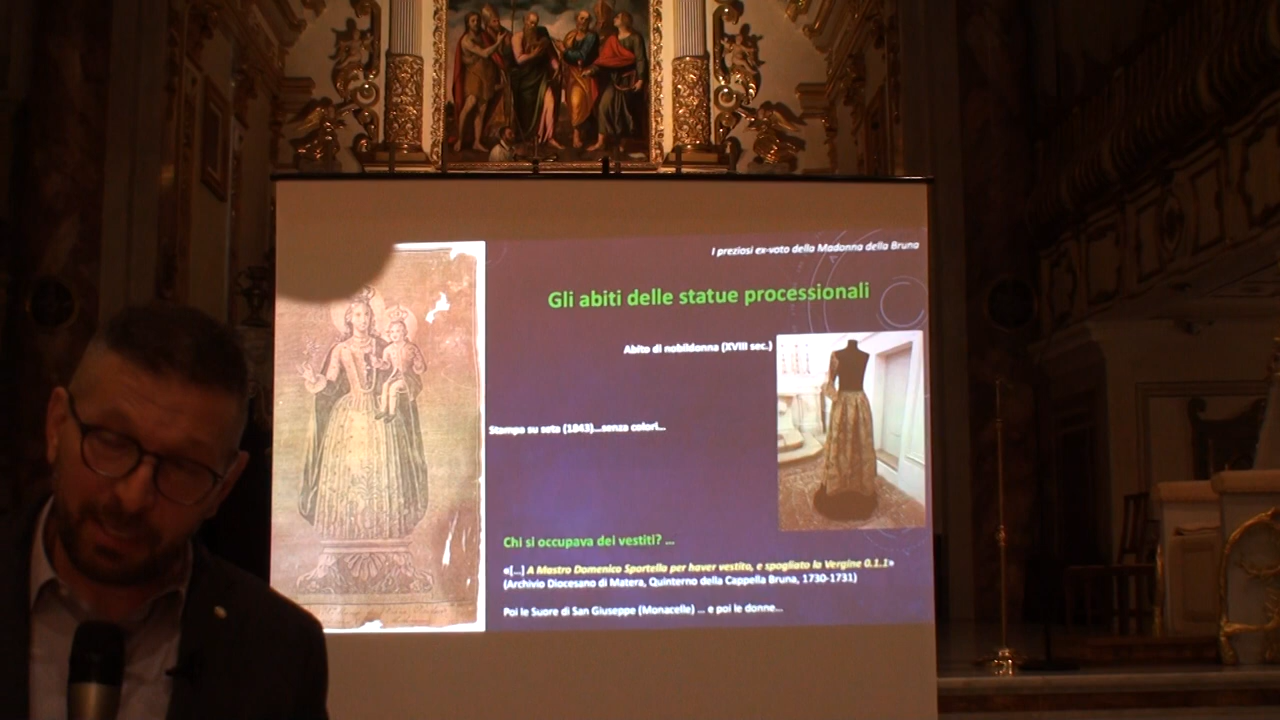 I preziosi ex-voto della Madonna della Bruna
Gli abiti delle statue processionali
Abito di nobildonna (XVIII sec.)
Stampa su seta (1843)...senza colori...
Chi si occupava dei vestiti? ...
«[...] A Mastro Domenico Sportella per haver vestito, e spogliato la Vergine 0.1.1»
(Archivio Diocesano di Matera, Quinterno della Cappella Bruna, 1730-1731)
Poi le Suore di San Giuseppe (Monacelle) ... e poi le donne...